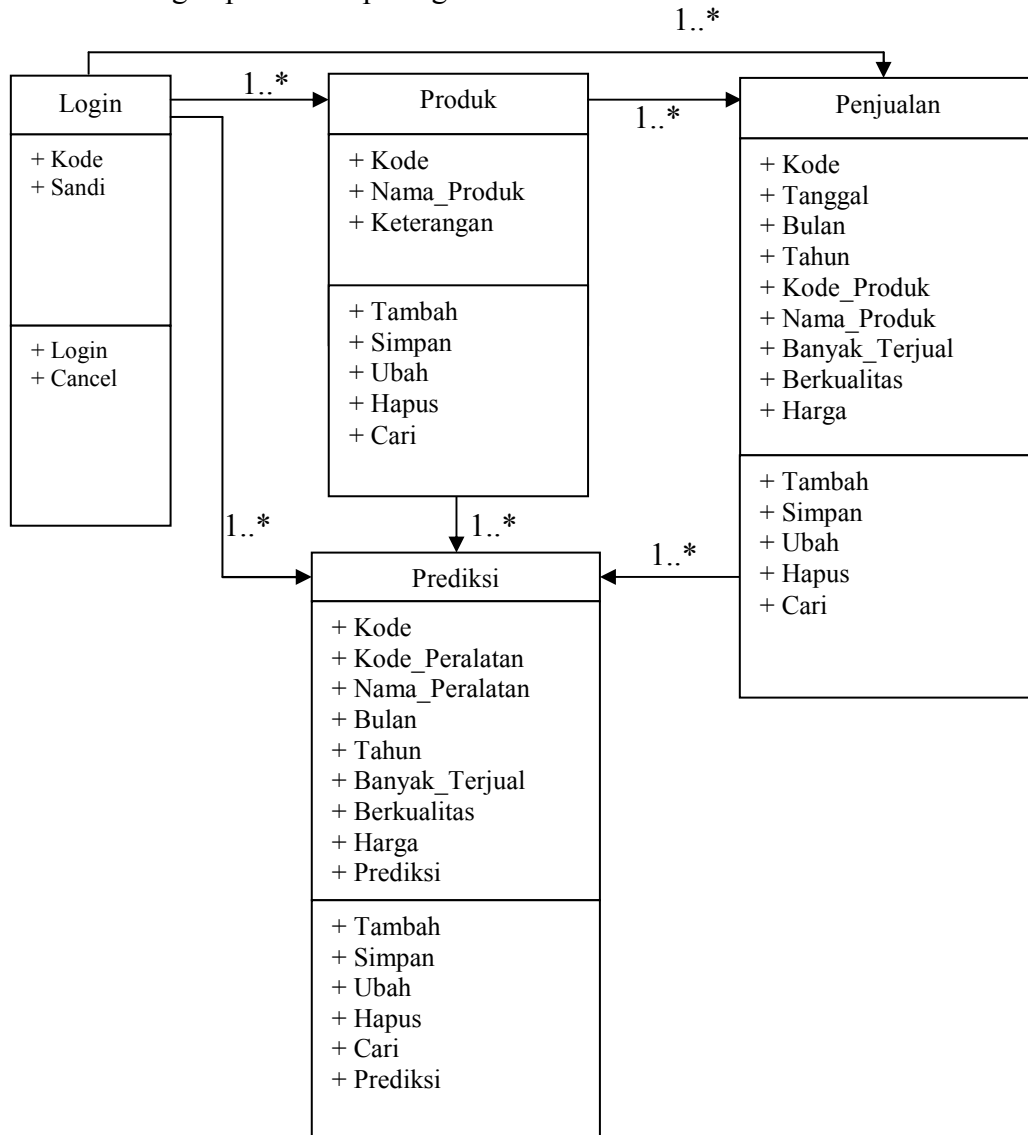 1..*
Login
+ Kode
+ Sandi
+ Login
+ Cancel
1..*
Produk
+ Kode
+ Nama_Produk
+ Keterangan
+ Tambah
+ Simpan
+ Ubah
+ Hapus
+ Cari
1..*
Penjualan
+ Kode
+ Tanggal
+ Bulan
+ Tahun
+ Kode_Produk
+ Nama_Produk
+ Banyak_Terjual
+ Berkualitas
+ Harga
+ Tambah
+ Simpan
+ Ubah
+ Hapus
+ Cari
1..*
1..*
1..*
Prediksi
+ Kode
+ Kode_Peralatan
+ Nama_Peralatan
+ Bulan
+ Tahun
+ Banyak_Terjual
+ Berkualitas
+ Harga
+ Prediksi
+ Tambah
+ Simpan
+ Ubah
+ Hapus
+ Cari
+ Prediksi